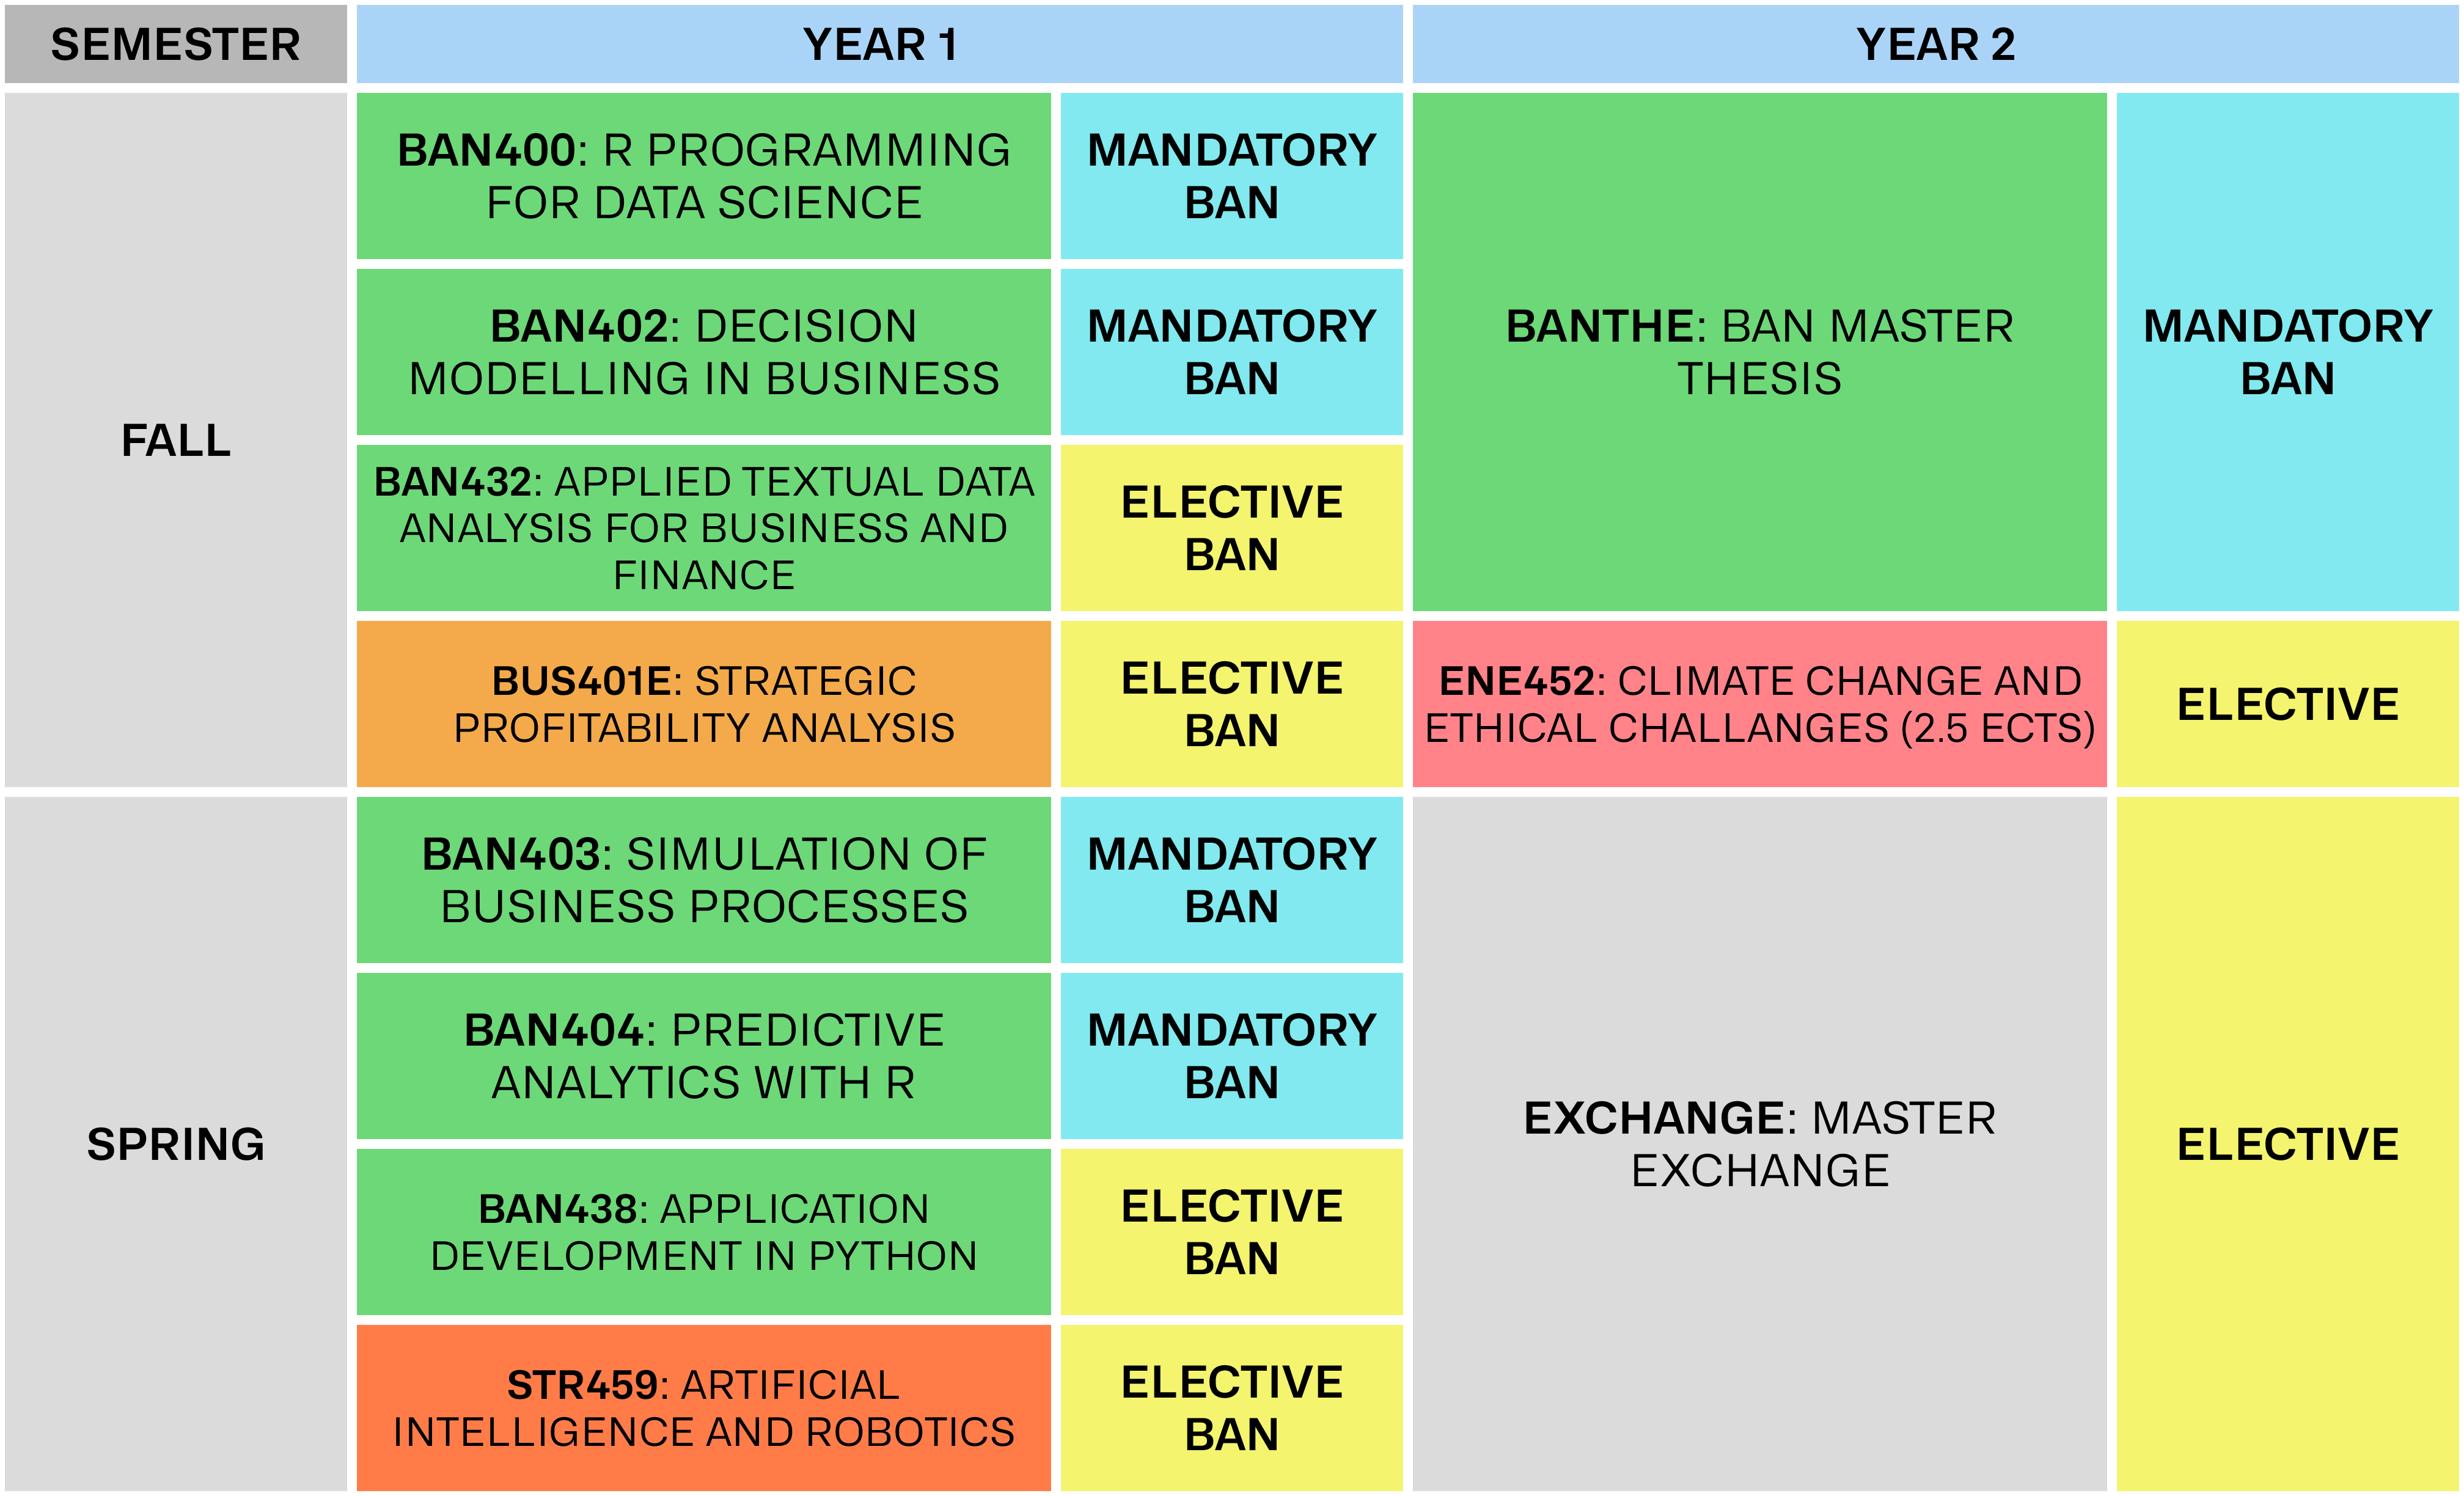 SEMESTER
YEAR 1
YEAR 2
FALL
BAN400: R PROGRAMMING
FOR DATA SCIENCE
MANDATORY
BAN
BAN402: DECISION
MODELLING IN BUSINESS
MANDATORY
BAN
BAN432: APPLIED TEXTUAL DATA
ANALYSIS FOR BUSINESS AND
FINANCE
ELECTIVE
BAN
BUS401E: STRATEGIC
PROFITABILITY ANALYSIS
ELECTIVE
BAN
BANTHE: BAN MASTER
THESIS
MANDATORY
BAN
ENE452: CLIMATE CHANGE AND
ETHICAL CHALLANGES (2.5 ECTS)
ELECTIVE
SPRING
BAN403: SIMULATION OF
BUSINESS PROCESSES
MANDATORY
BAN
BAN404: PREDICTIVE
ANALYTICS WITH R
MANDATORY
BAN
BAN438: APPLICATION
DEVELOPMENT IN PYTHON
ELECTIVE
BAN
STR459: ARTIFICIAL
INTELLIGENCE AND ROBOTICS
ELECTIVE
BAN
EXCHANGE: MASTER
EXCHANGE
ELECTIVE